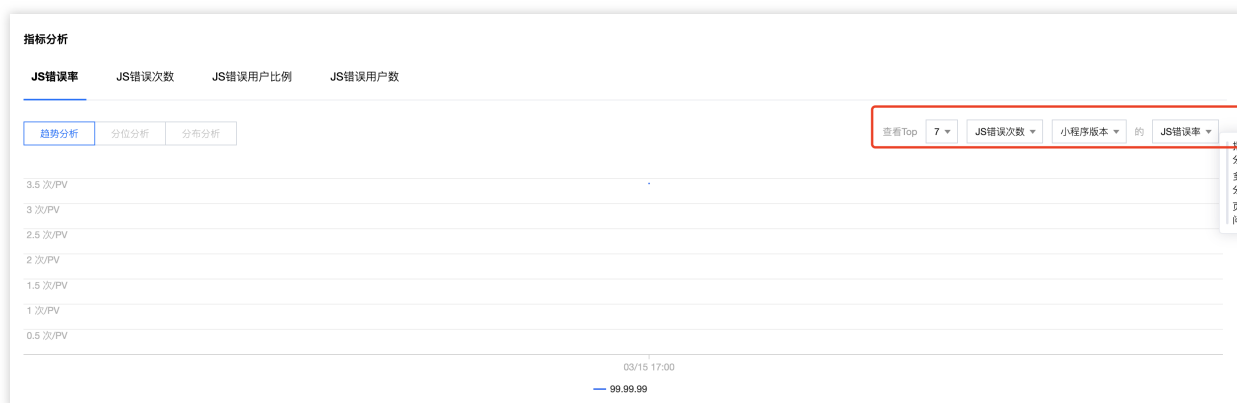 指标分析
JS错误率 JS错误次数 JS错误用户比例 JS错误用户数
趋势分析 分位分析 分布分析 查看Top 7 JS错误次数 小程序版本 的 JS错误率
3.5 次/PV
3 次/PV
2.5 次/PV
2 次/PV
1.5 次/PV
1 次/PV
0.5 次/PV
03/15 17:00
99.99.99